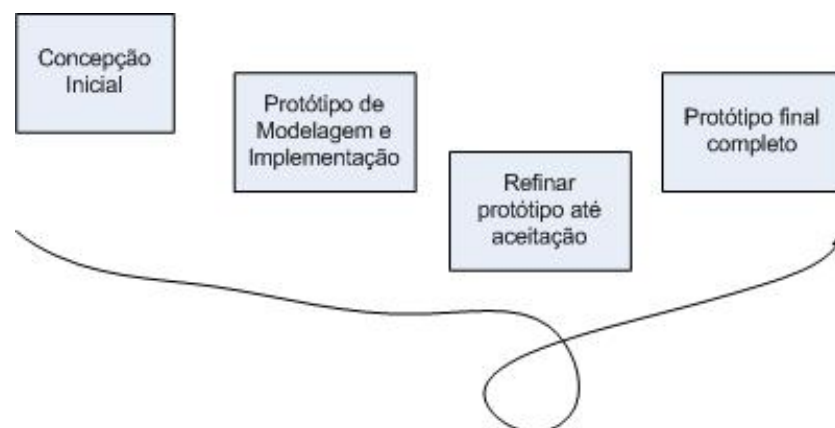 Concepção
Inicial
Protótipo de
Modelagem e
Implementação
Refinar
protótipo até
aceitação
Protótipo final
completo